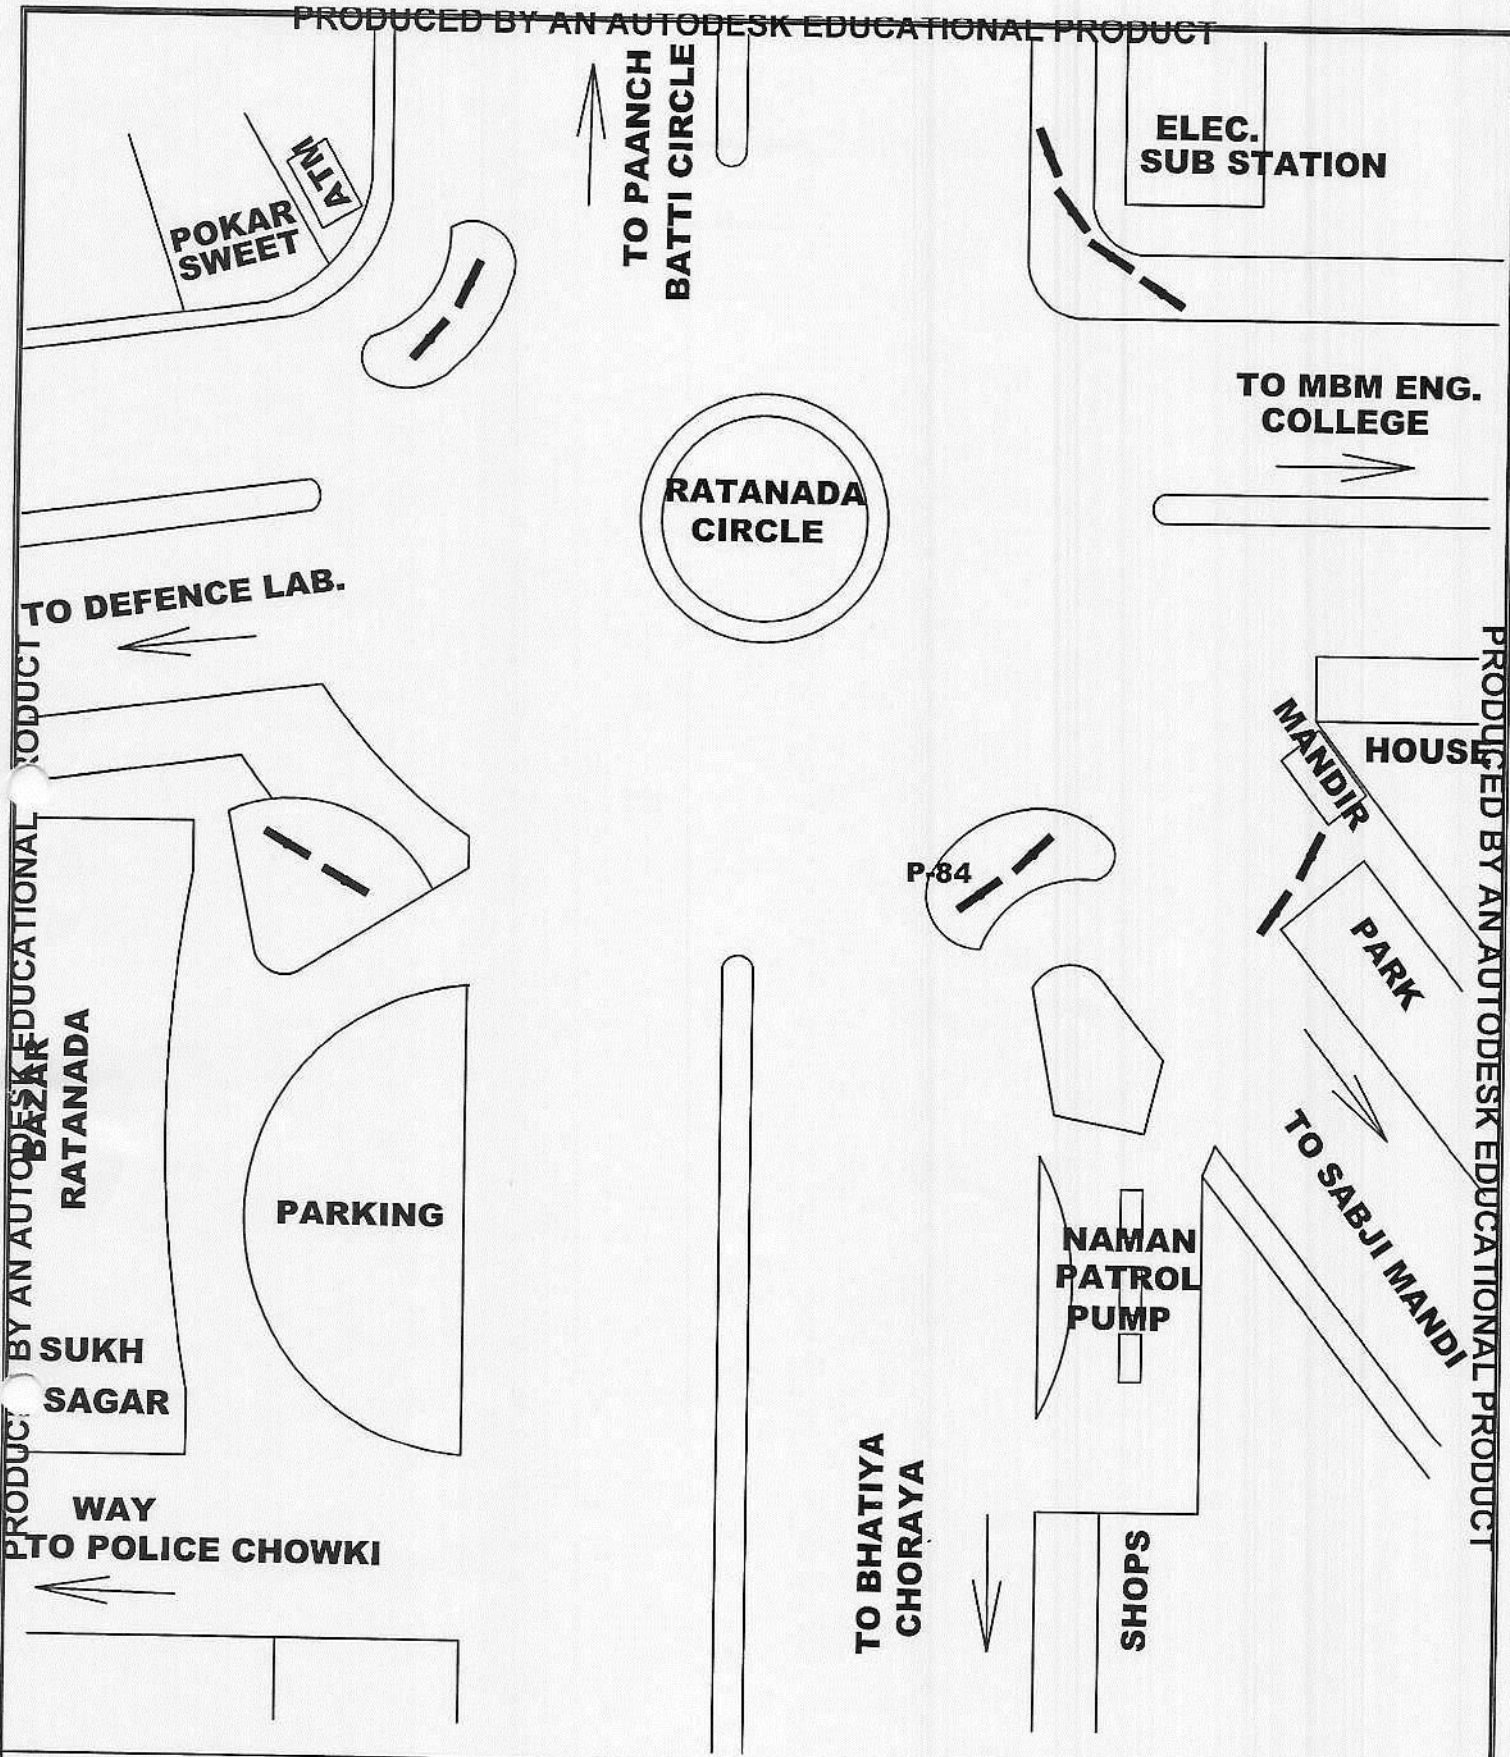 PRODUCED BY AN AUTODESK EDUCATIONAL PRODUCT
TO PAANCH
BATTI CIRCLE
ELEC.
SUB STATION
ATM
POKAR
SWEET
TO MBM ENG.
COLLEGE
RATANADA
CIRCLE
TO DEFENCE LAB.
MANDIR
HOUSE
P-84
PARK
BAZAR
RATANADA
PARKING
NAMAN
PATROL
PUMP
TO SABJI MANDI
SUKH
SAGAR
WAY
TO POLICE CHOWKI
TO BHATIYA
CHORAYA
SHOPS
PRODUCED BY AN AUTODESK EDUCATIONAL PRODUCT
PRODUCED BY AN AUTODESK EDUCATIONAL PRODUCT